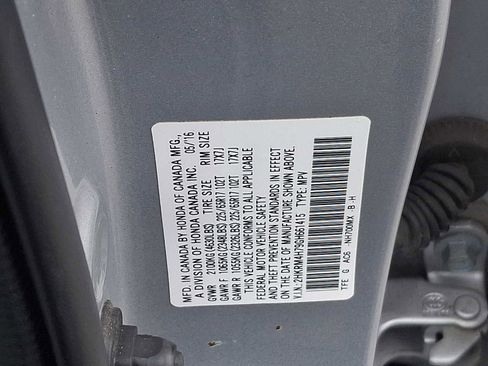 MFD. IN CANADA BY HONDA OF CANADA MFG.,
A DIVISION OF HONDA CANADA INC. 05/16
GVWR 2100KG(4630LBS) TIRE SIZE RIM SIZE
GAWR F 1065KG(2348LBS) 225/65R17 102T 17X7J
GAWR R 1055KG(2326LBS) 225/65R17 102T 17X7J
THIS VEHICLE CONFORMS TO ALL APPLICABLE
FEDERAL MOTOR VEHICLE SAFETY
AND THEFT PREVENTION STANDARDS IN EFFECT
ON THE DATE OF MANUFACTURE SHOWN ABOVE.
V.I.N.:2HKRM4H79GH661415 TYPE: MPV
TFE G AC6 -NH700MX -B -H